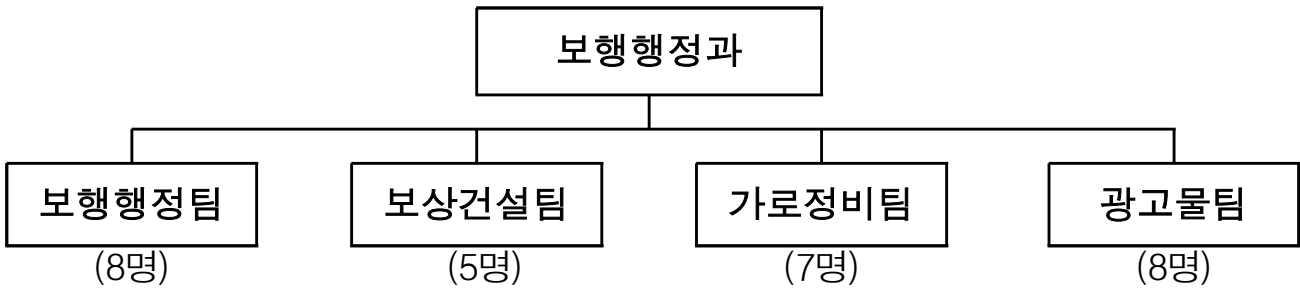 보행행정과
보행행정팀 보상건설팀 가로정비팀 광고물팀
(8명) (5명) (7명) (8명)